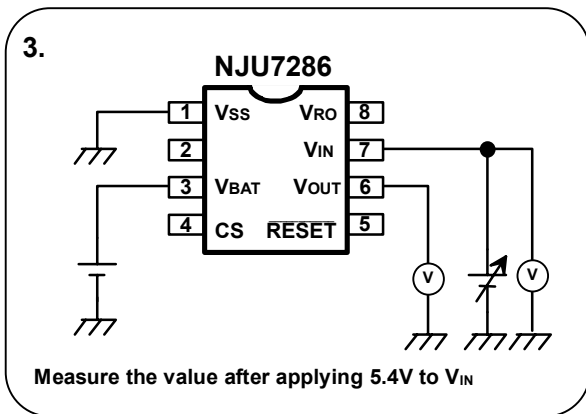 3.
NJU7286
1 VSS VRO 8
2 VIN 7
3 VBAT VOUT 6
4 CS RESET 5
V V
Measure the value after applying 5.4V to VIN